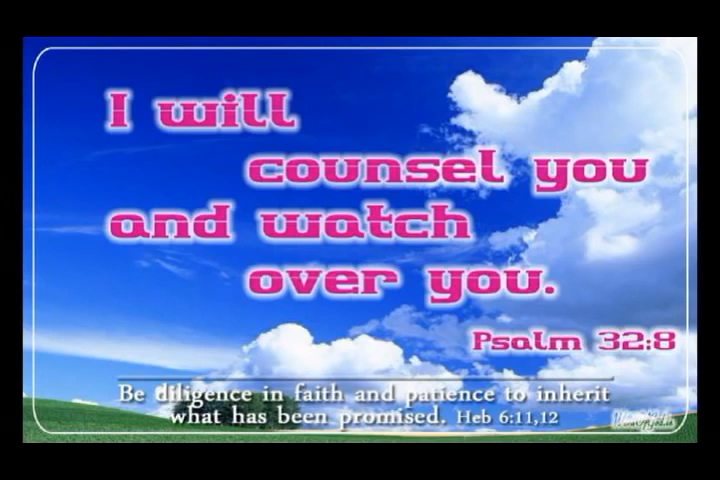 I will
counsel you
and watch
over you.
Psalm 32:8
Be diligence in faith and patience to inherit
what has been promised. Heb 6:11,12